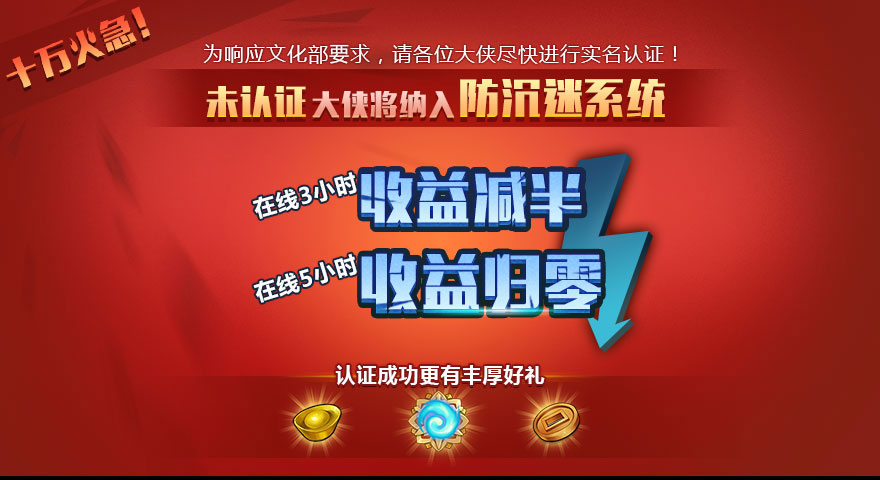 十万火急!
为响应文化部要求，请各位大侠尽快进行实名认证！
未认证大侠将纳入防沉迷系统
在线3小时收益减半
在线5小时收益归零
认证成功更有丰厚好礼